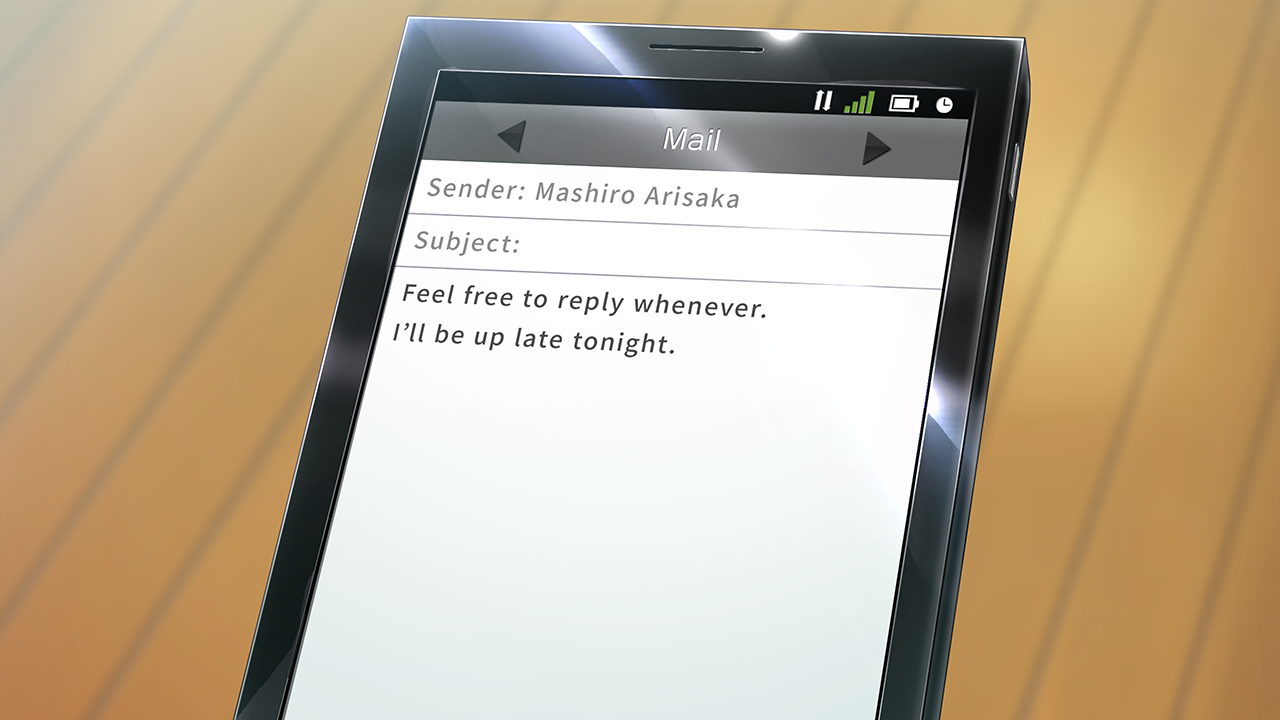 Mail
Sender: Mashiro Arisaka
Subject:
Feel free to reply whenever.
I’ll be up late tonight.